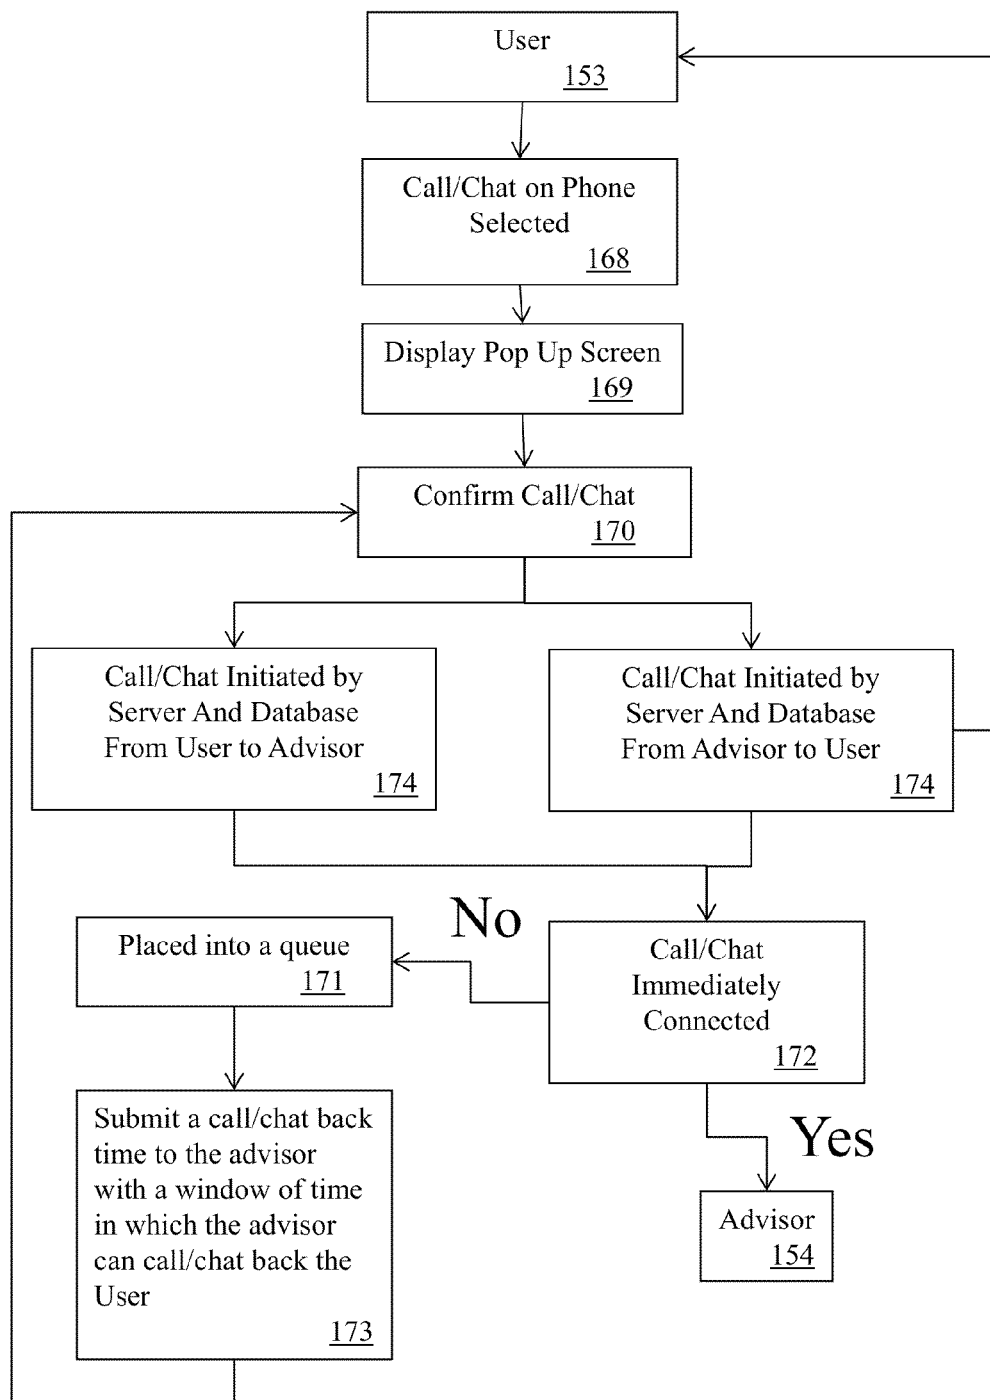 User
153
Call/Chat on Phone
Selected
168
Display Pop Up Screen
169
Confirm Call/Chat
170
Call/Chat Initiated by
Server And Database
From User to Advisor
174
Call/Chat Initiated by
Server And Database
From Advisor to User
174
No
Placed into a queue
171
Call/Chat
Immediately
Connected
172
Submit a call/chat back
time to the advisor
with a window of time
in which the advisor
can call/chat back the
User
173
Yes
Advisor
154